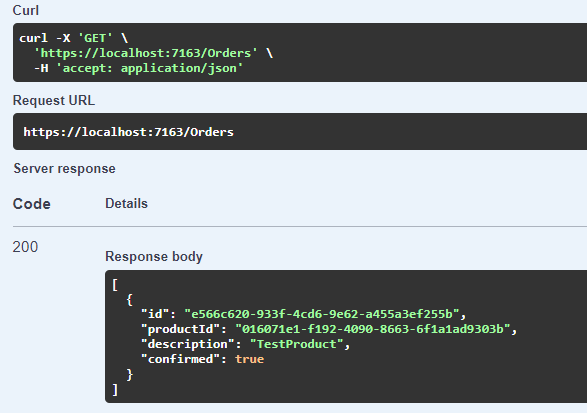 Curl
curl -X 'GET' \
  'https://localhost:7163/Orders' \
  -H 'accept: application/json'
Request URL
https://localhost:7163/Orders
Server response
Code Details
200
Response body
[
  {
    "id": "e566c620-933f-4cd6-9e62-a455a3ef255b",
    "productId": "016071e1-f192-4090-8663-6f1a1ad9303b",
    "description": "TestProduct",
    "confirmed": true
  }
]